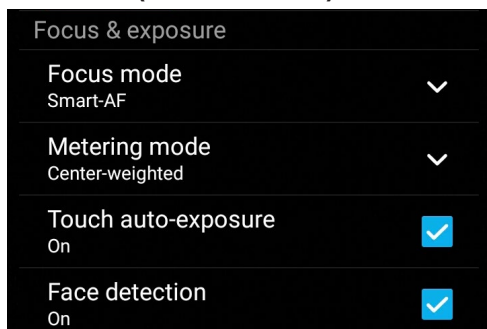 Focus & exposure
Focus mode
Smart-AF
Metering mode
Center-weighted
Touch auto-exposure
On
Face detection
On